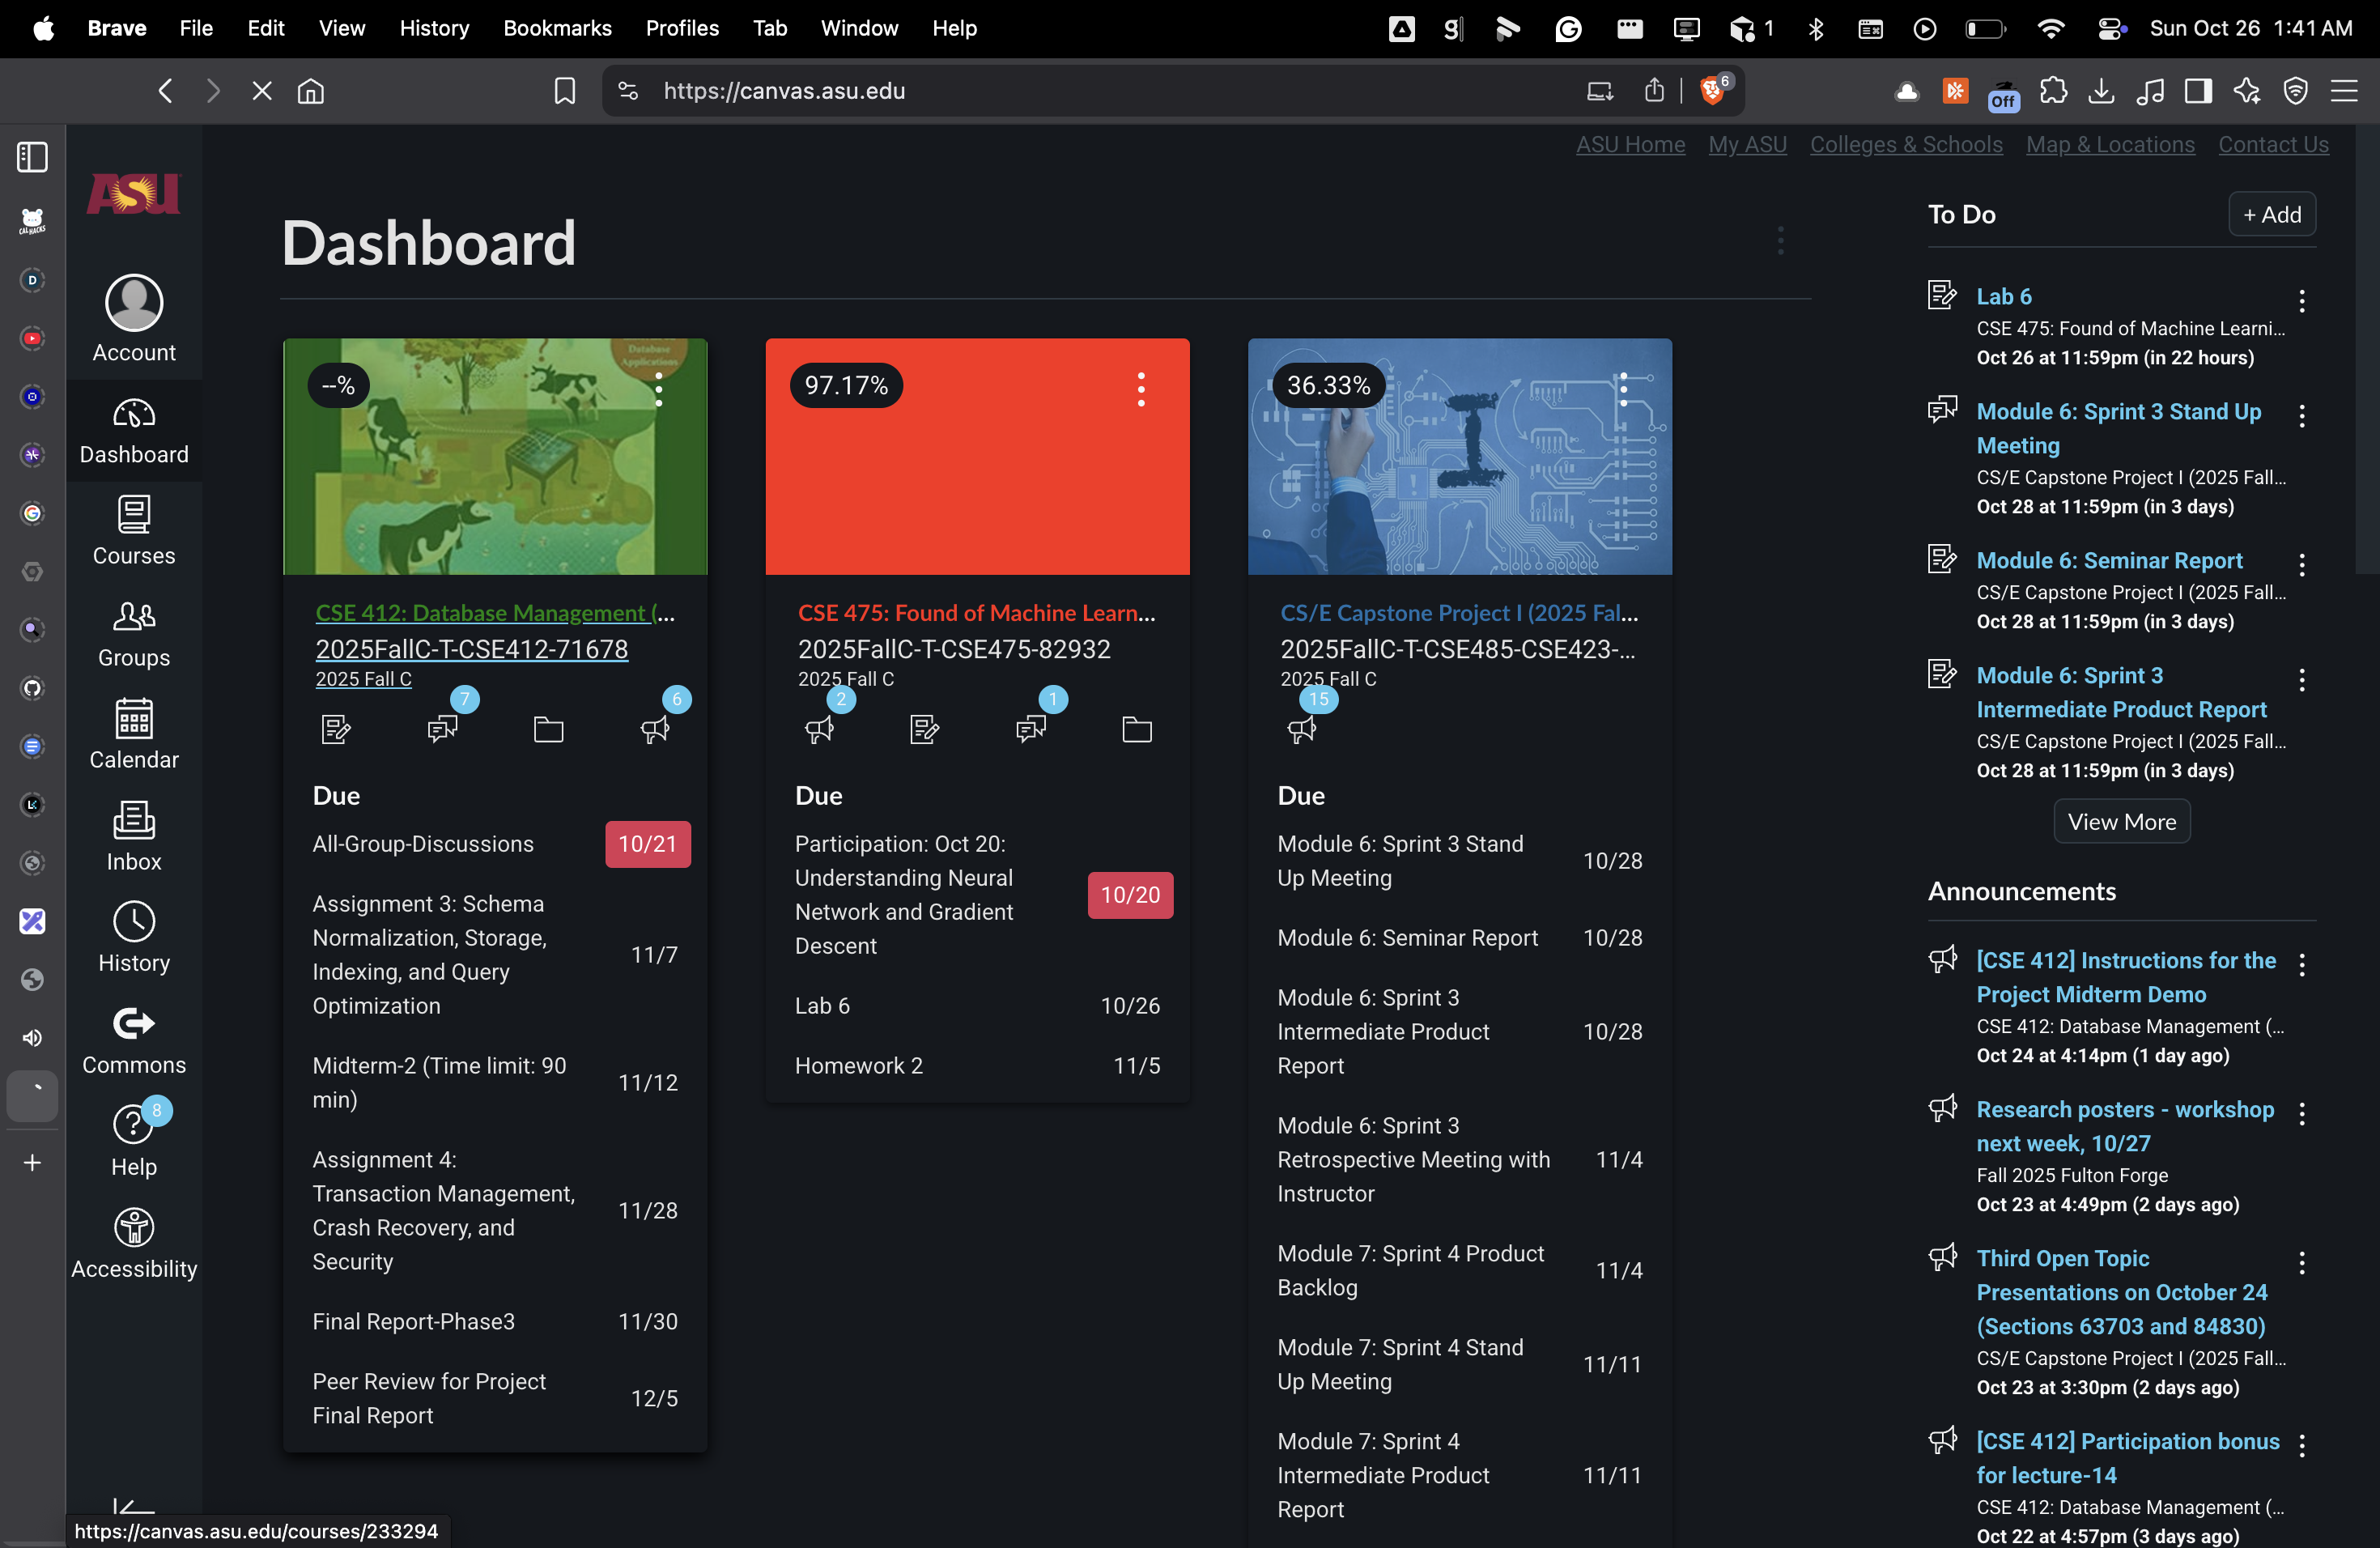 Brave File Edit View History Bookmarks Profiles Tab Window Help 1 Sun Oct 26 1:41 AM
https://canvas.asu.edu
6
Off
ASU Home My ASU Colleges & Schools Map & Locations Contact Us
CAL HACKS
D
ASU
Account
Dashboard
Courses
Groups
Calendar
Inbox
History
Commons
8
Help
Accessibility
Dashboard
Database
Applications
--%
CSE 412: Database Management (...
2025FallC-T-CSE412-71678
2025 Fall C
7
6
Due
All-Group-Discussions 10/21
Assignment 3: Schema
Normalization, Storage,
Indexing, and Query
Optimization
11/7
Midterm-2 (Time limit: 90
min)
11/12
Assignment 4:
Transaction Management,
Crash Recovery, and
Security
11/28
Final Report-Phase3 11/30
Peer Review for Project
Final Report
12/5
97.17%
CSE 475: Found of Machine Learn...
2025FallC-T-CSE475-82932
2025 Fall C
2
1
Due
Participation: Oct 20:
Understanding Neural
Network and Gradient
Descent
10/20
Lab 6 10/26
Homework 2 11/5
36.33%
I
CS/E Capstone Project I (2025 Fal...
2025FallC-T-CSE485-CSE423-...
2025 Fall C
15
Due
Module 6: Sprint 3 Stand
Up Meeting
10/28
Module 6: Seminar Report 10/28
Module 6: Sprint 3
Intermediate Product
Report
10/28
Module 6: Sprint 3
Retrospective Meeting with
Instructor
11/4
Module 7: Sprint 4 Product
Backlog
11/4
Module 7: Sprint 4 Stand
Up Meeting
11/11
Module 7: Sprint 4
Intermediate Product
Report
11/11
To Do
+ Add
Lab 6
CSE 475: Found of Machine Learni...
Oct 26 at 11:59pm (in 22 hours)
Module 6: Sprint 3 Stand Up
Meeting
CS/E Capstone Project I (2025 Fall...
Oct 28 at 11:59pm (in 3 days)
Module 6: Seminar Report
CS/E Capstone Project I (2025 Fall...
Oct 28 at 11:59pm (in 3 days)
Module 6: Sprint 3
Intermediate Product Report
CS/E Capstone Project I (2025 Fall...
Oct 28 at 11:59pm (in 3 days)
View More
Announcements
[CSE 412] Instructions for the
Project Midterm Demo
CSE 412: Database Management (...
Oct 24 at 4:14pm (1 day ago)
Research posters - workshop
next week, 10/27
Fall 2025 Fulton Forge
Oct 23 at 4:49pm (2 days ago)
Third Open Topic
Presentations on October 24
(Sections 63703 and 84830)
CS/E Capstone Project I (2025 Fall...
Oct 23 at 3:30pm (2 days ago)
[CSE 412] Participation bonus
for lecture-14
CSE 412: Database Management (...
Oct 22 at 4:57pm (3 days ago)
https://canvas.asu.edu/courses/233294